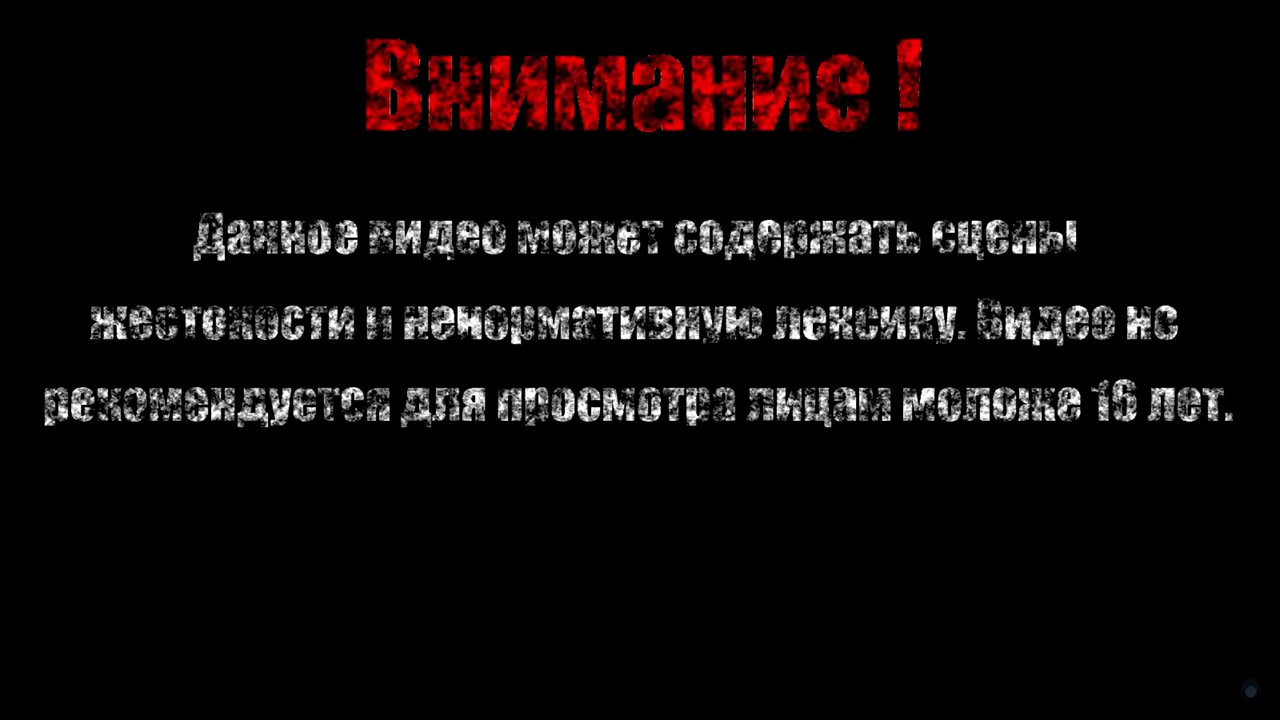 Внимание !
Данное видео может содержать сцены
жестокости и ненормативную лексику. Видео не
рекомендуется для просмотра лицам моложе 16 лет.